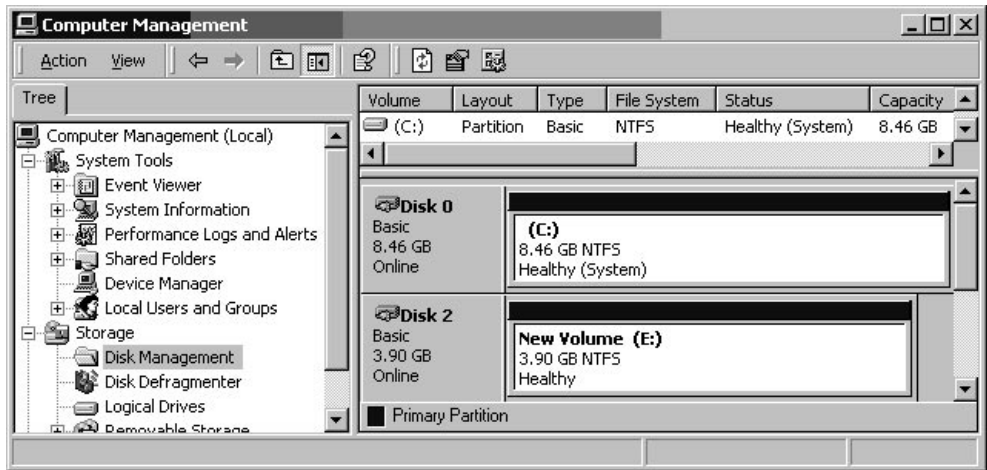 Computer Management
Action View
Tree
Computer Management (Local)
System Tools
Event Viewer
System Information
Performance Logs and Alerts
Shared Folders
Device Manager
Local Users and Groups
Storage
Disk Management
Disk Defragmenter
Logical Drives
Removable Storage
Volume Layout Type File System Status Capacity
(C:) Partition Basic NTFS Healthy (System) 8.46 GB
Disk 0
Basic
8.46 GB
Online
(C:)
8.46 GB NTFS
Healthy (System)
Disk 2
Basic
3.90 GB
Online
New Volume (E:)
3.90 GB NTFS
Healthy
Primary Partition